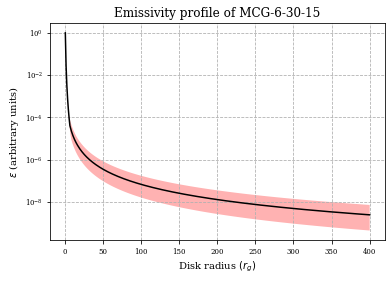 Emissivity profile of MCG-6-30-15
ε (arbitrary units)
10⁰
10⁻²
10⁻⁴
10⁻⁶
10⁻⁸
0 50 100 150 200 250 300 350 400
Disk radius (r_g)